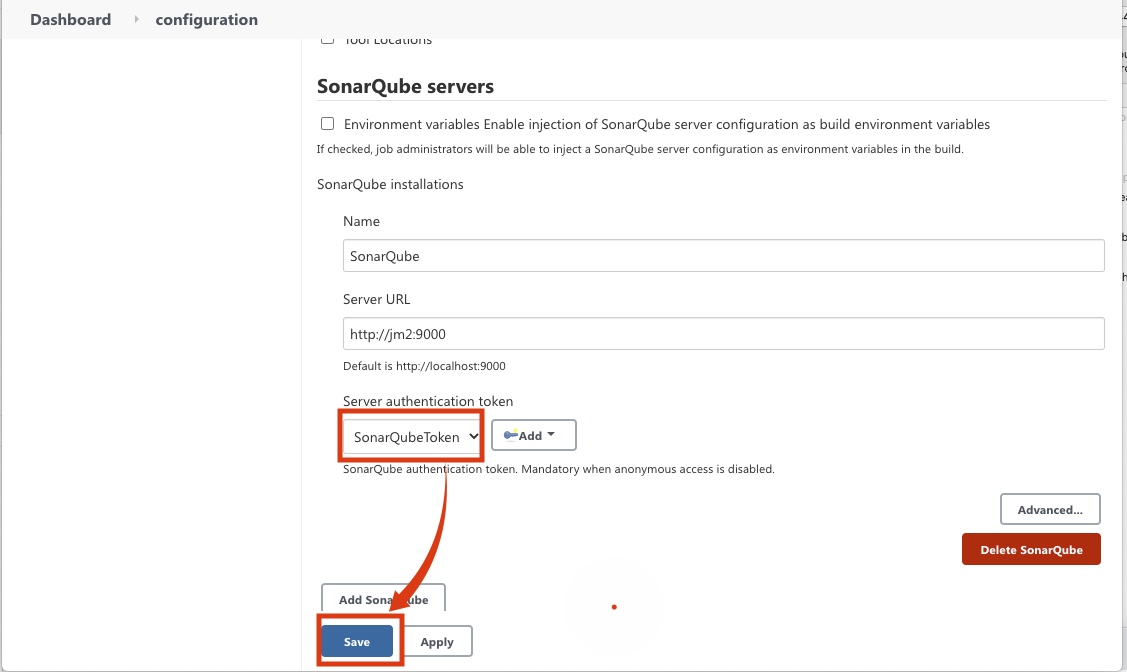 Dashboard configuration
Tool Locations
SonarQube servers
Environment variables Enable injection of SonarQube server configuration as build environment variables
If checked, job administrators will be able to inject a SonarQube server configuration as environment variables in the build.
SonarQube installations
Name
SonarQube
Server URL
http://jm2:9000
Default is http://localhost:9000
Server authentication token
SonarQubeToken Add
SonarQube authentication token. Mandatory when anonymous access is disabled.
Advanced...
Delete SonarQube
Add SonarQube
Save Apply